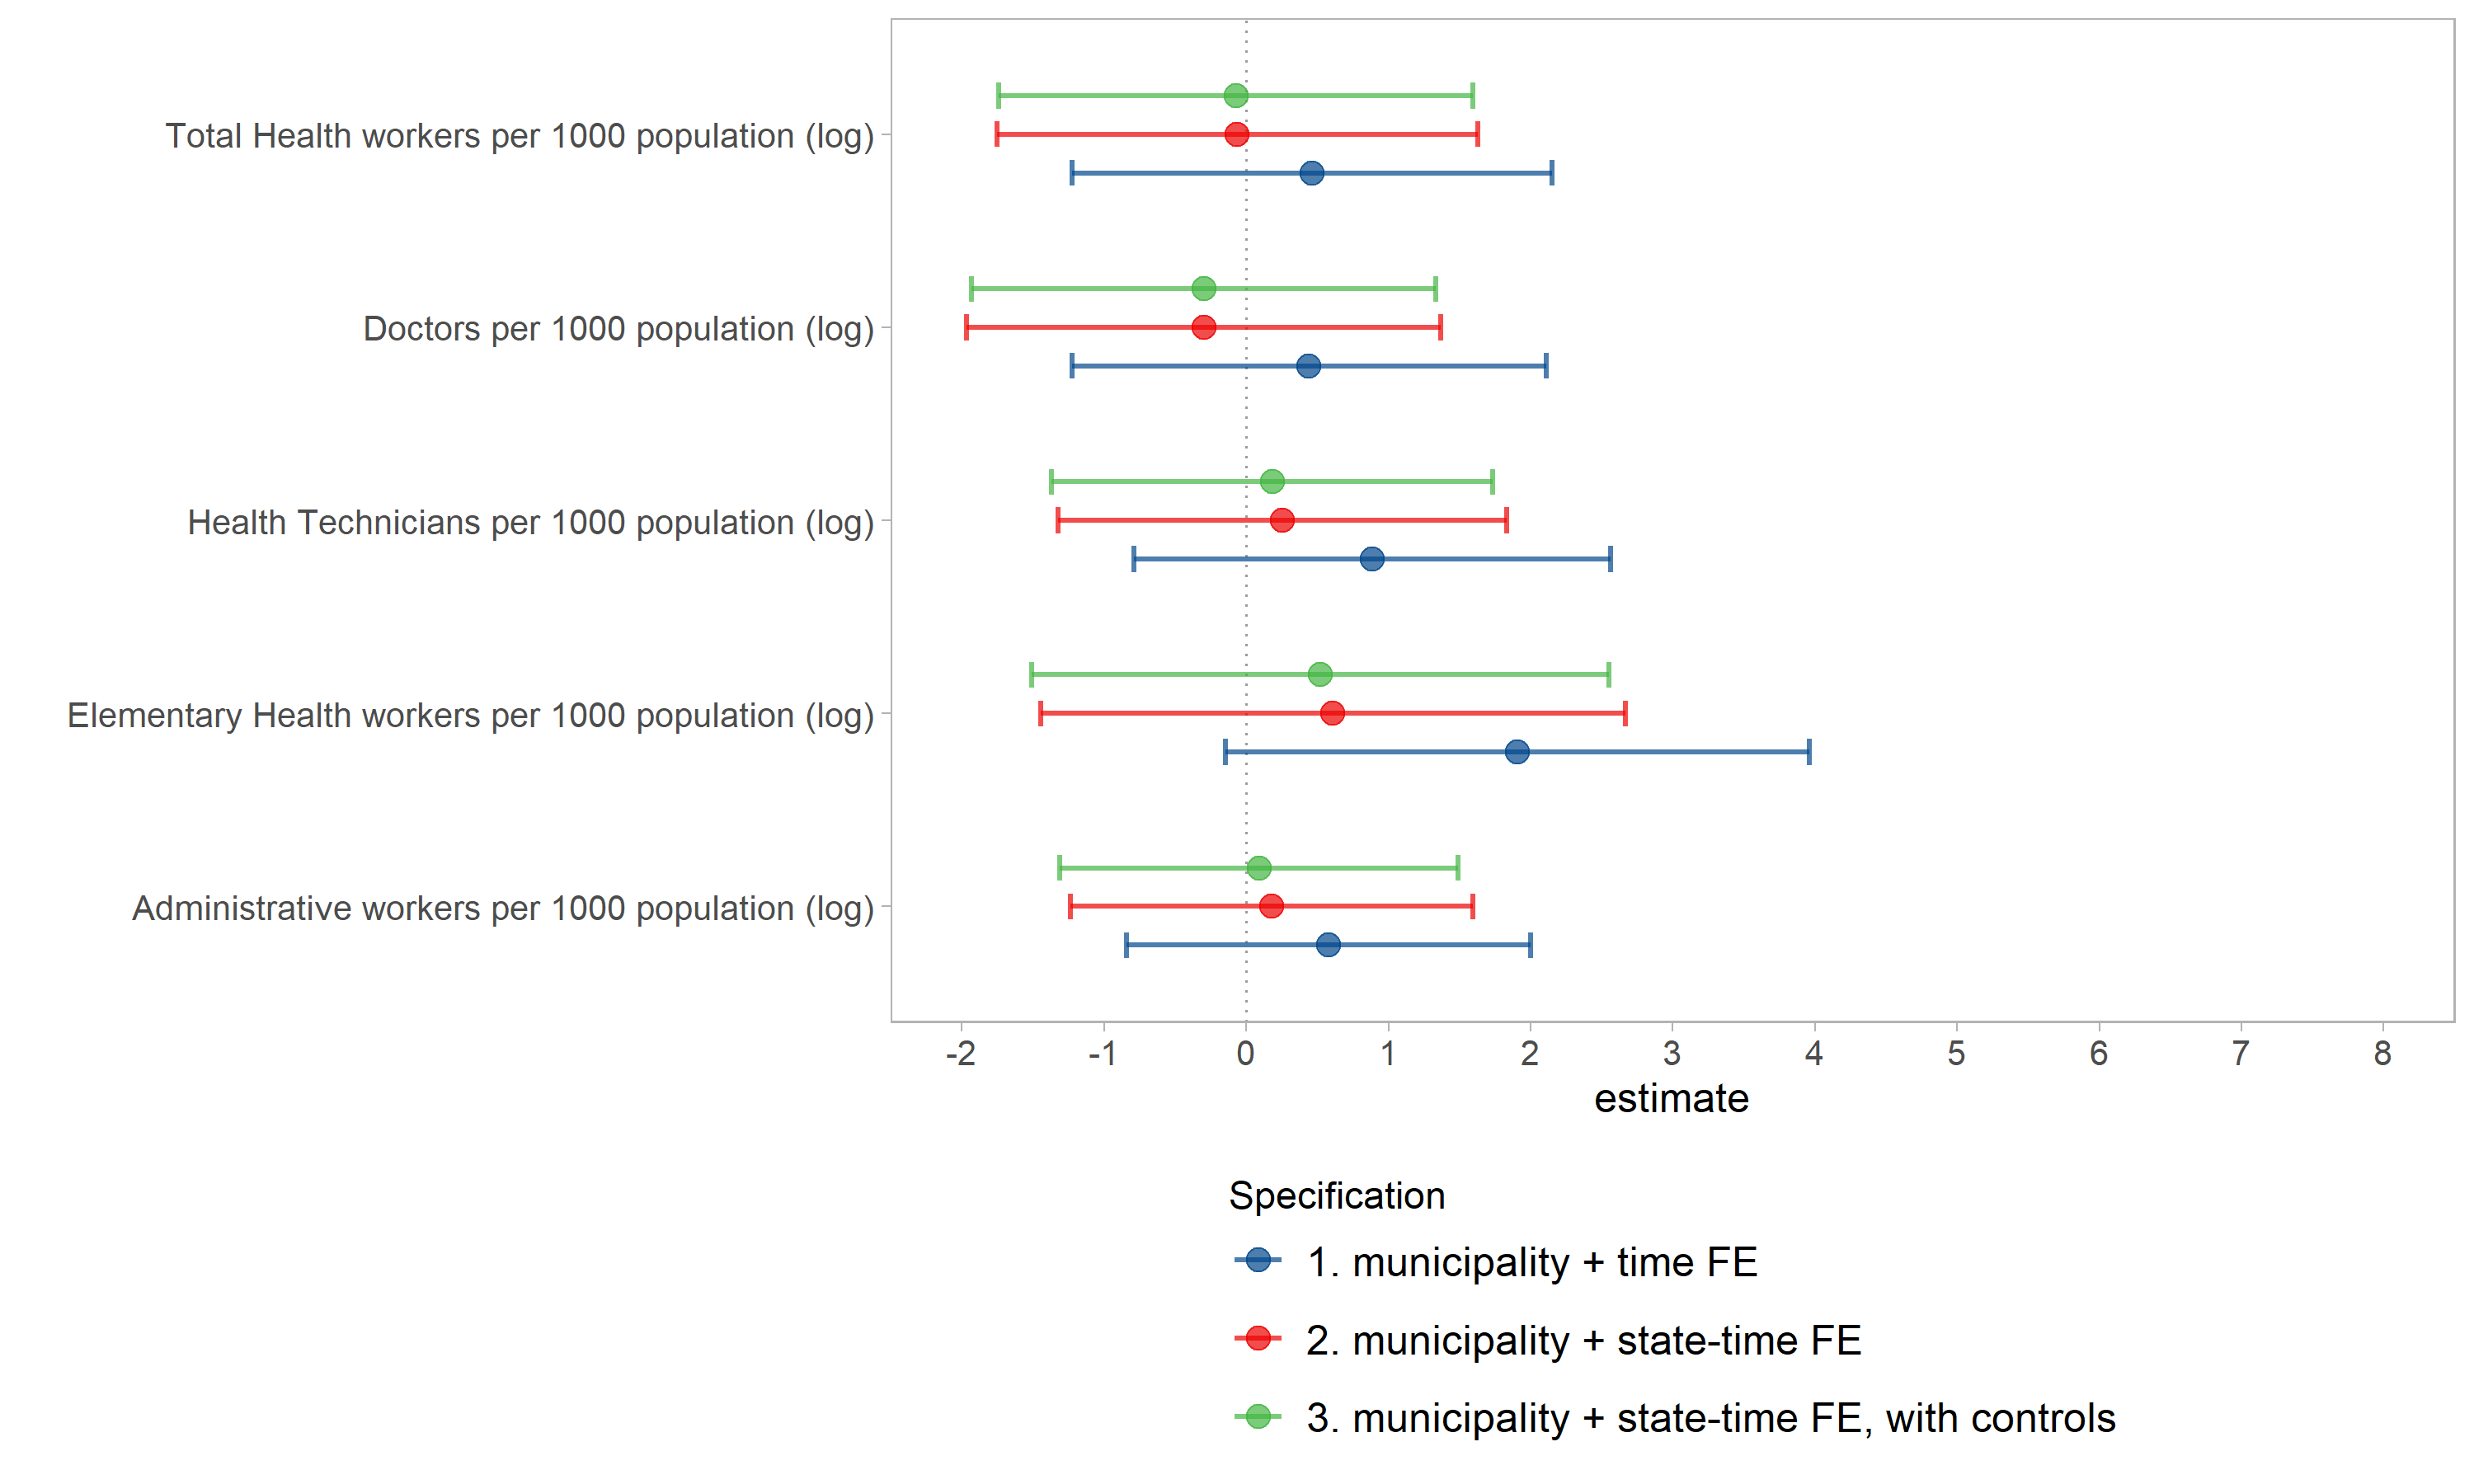 Total Health workers per 1000 population (log)
Doctors per 1000 population (log)
Health Technicians per 1000 population (log)
Elementary Health workers per 1000 population (log)
Administrative workers per 1000 population (log)
-2 -1 0 1 2 3 4 5 6 7 8
estimate
Specification
1. municipality + time FE
2. municipality + state-time FE
3. municipality + state-time FE, with controls